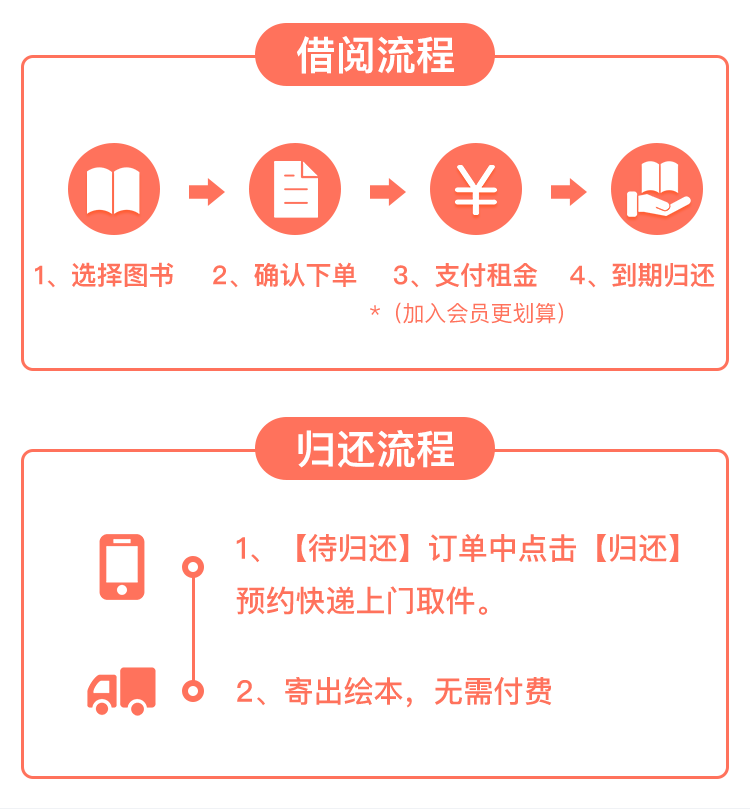 借阅流程
1、选择图书
2、确认下单
3、支付租金
4、到期归还
*（加入会员更划算）
归还流程
1、【待归还】订单中点击【归还】
预约快递上门取件。
2、寄出绘本，无需付费